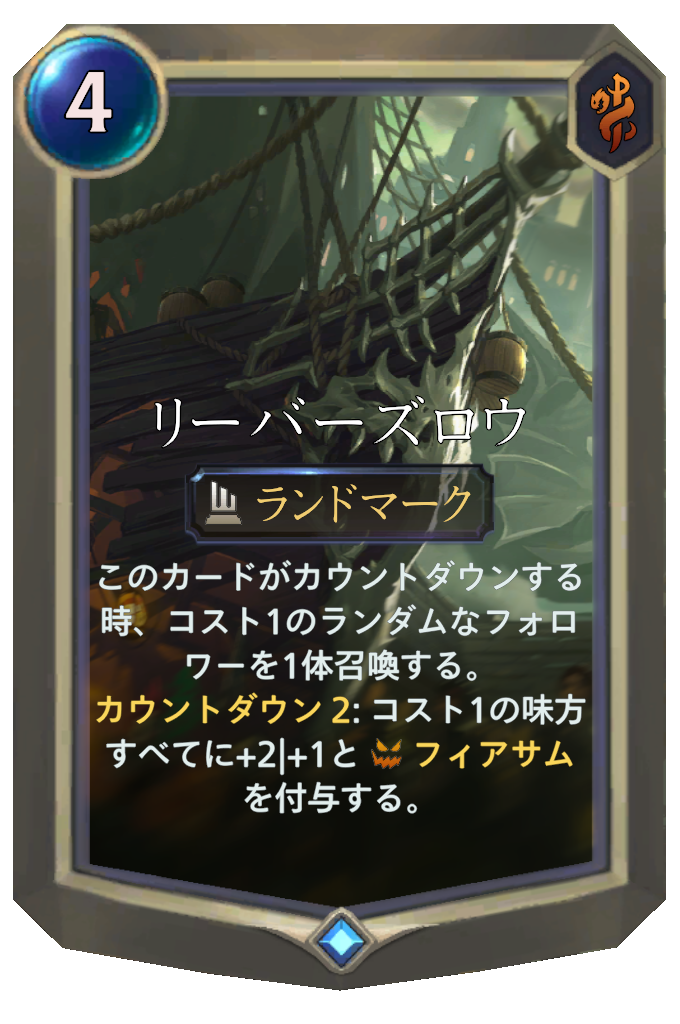 4
リーバーズロウ
ランドマーク
このカードがカウントダウンする
時、コスト1のランダムなフォロ
ワーを1体召喚する。
カウントダウン 2: コスト1の味方
すべてに+2|+1と フィアサム
を付与する。